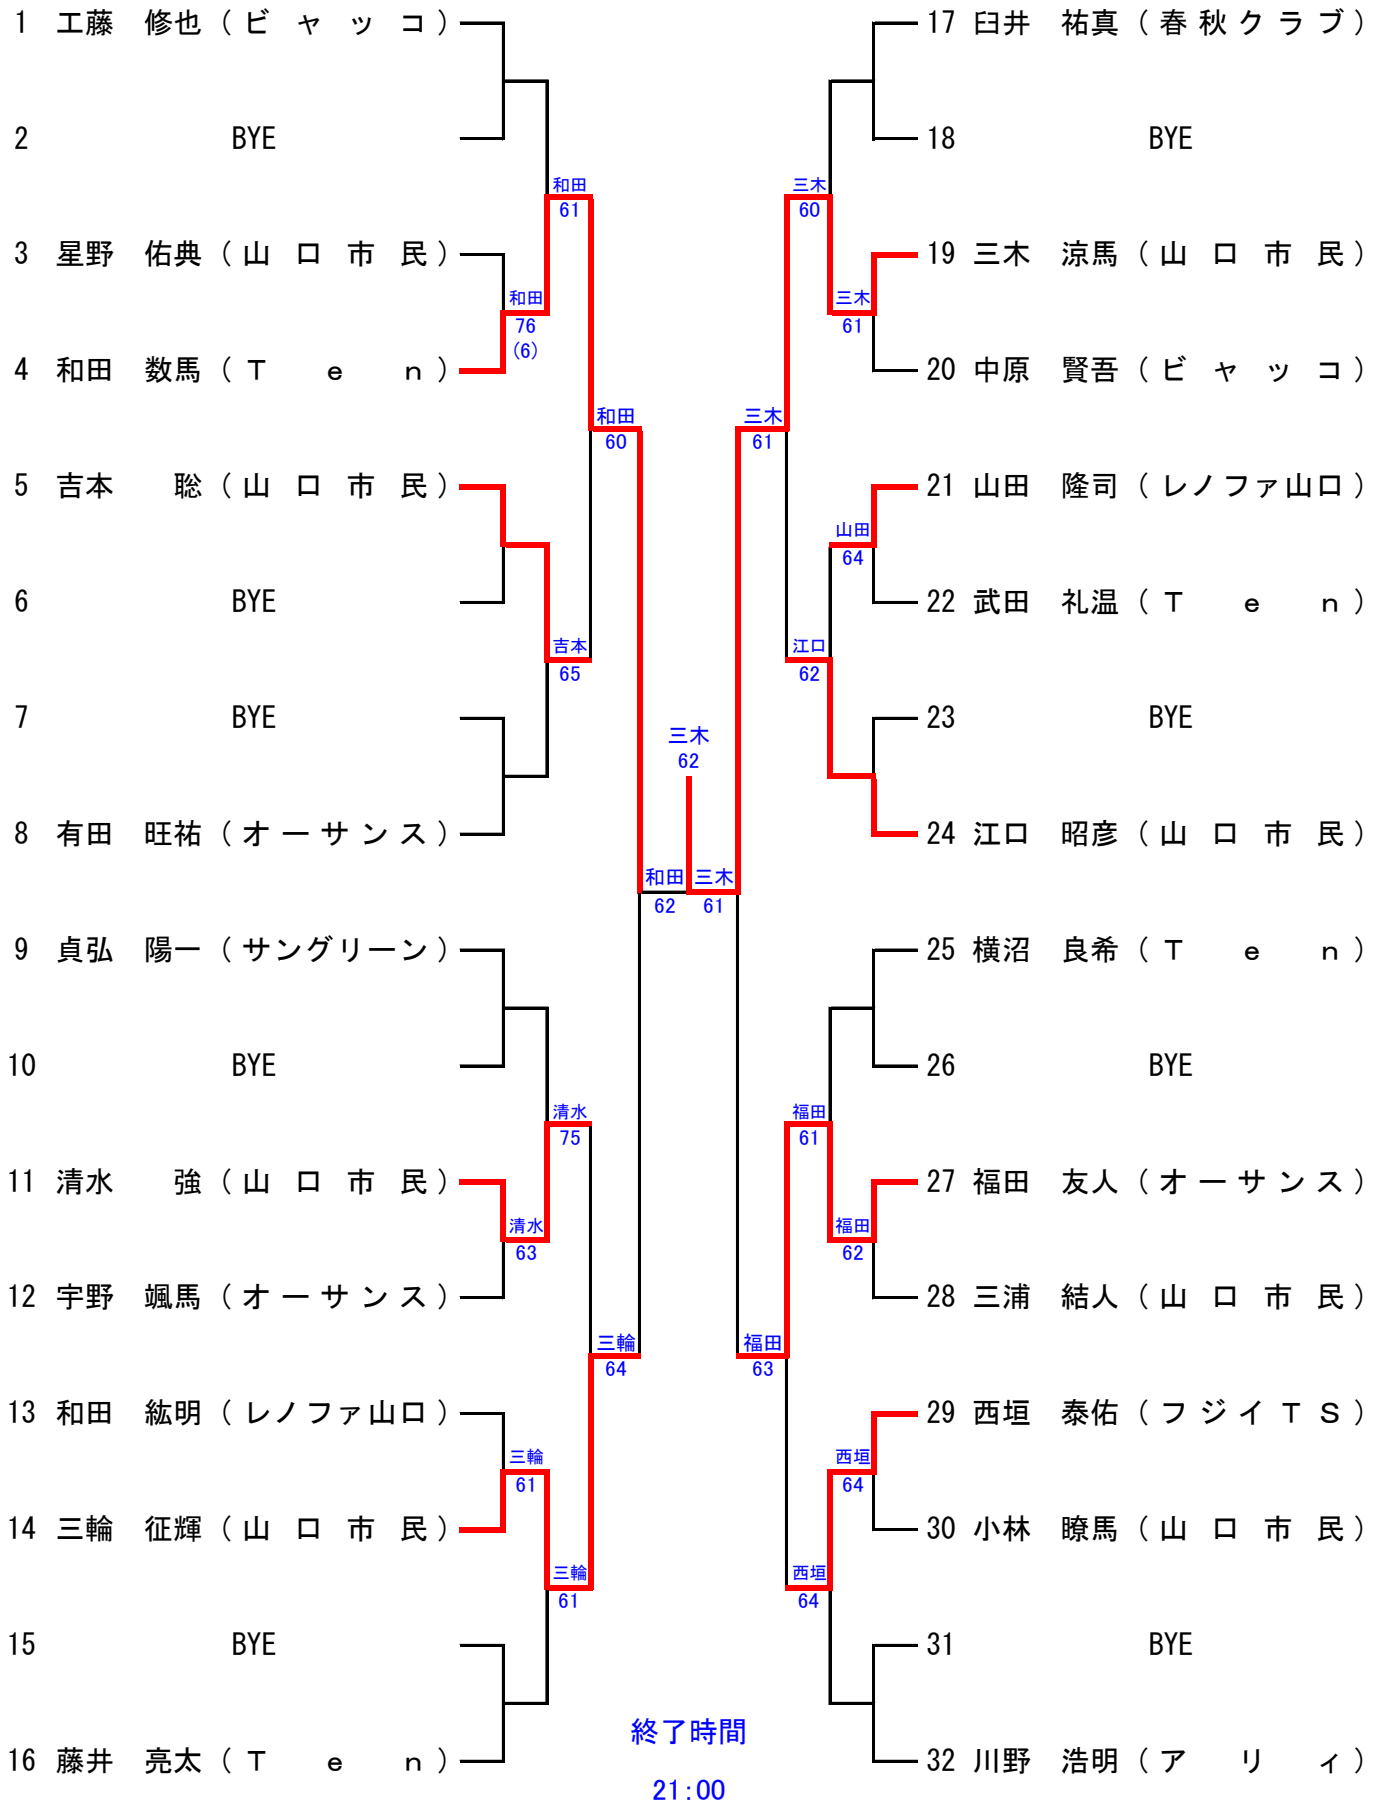 1 工藤 修也 (ビャッコ)
2 BYE
3 星野 佑典 (山口市民)
4 和田 数馬 (Ten)
5 吉本 聡 (山口市民)
6 BYE
7 BYE
8 有田 旺祐 (オーサンス)
9 貞弘 陽一 (サングリーン)
10 BYE
11 清水 強 (山口市民)
12 宇野 颯馬 (オーサンス)
13 和田 紘明 (レノファ山口)
14 三輪 征輝 (山口市民)
15 BYE
16 藤井 亮太 (Ten)
和田
76
(6)
清水
63
三輪
61
和田
61
吉本
65
清水
75
三輪
61
和田
60
三輪
64
和田
62
三木
62
三木
61
三木
61
福田
63
三木
60
江口
62
福田
61
西垣
64
三木
61
山田
64
福田
62
西垣
64
17 臼井 祐真 (春秋クラブ)
18 BYE
19 三木 涼馬 (山口市民)
20 中原 賢吾 (ビャッコ)
21 山田 隆司 (レノファ山口)
22 武田 礼温 (Ten)
23 BYE
24 江口 昭彦 (山口市民)
25 横沼 良希 (Ten)
26 BYE
27 福田 友人 (オーサンス)
28 三浦 結人 (山口市民)
29 西垣 泰佑 (フジイTS)
30 小林 瞭馬 (山口市民)
31 BYE
32 川野 浩明 (アリィ)
終了時間
21:00